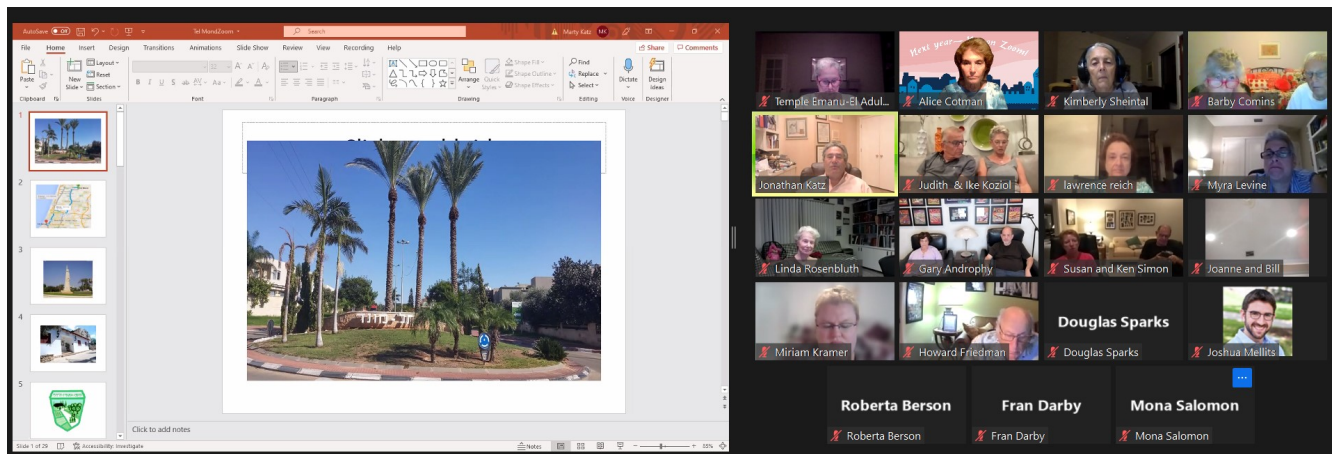 AutoSave Off
Tel MondZoom
Search
Marty Katz MK
File Home Insert Design Transitions Animations Slide Show Review View Recording Help
Share Comments
Paste
New Slide
Layout
Reset
Section
Find
Replace
Select
Arrange
Quick Styles
Shape Fill
Shape Outline
Shape Effects
Dictate
Design Ideas
Clipboard Slides Font Paragraph Drawing Editing Voice Designer
1
2
3
4
5
Click to add notes
Slide 1 of 29 Accessibility: Investigate
Notes
Temple Emanu-El Adul...
Alice Cotman
Kimberly Sheintal
Barby Comins
Jonathan Katz
Judith & Ike Koziol
lawrence reich
Myra Levine
Linda Rosenbluth
Gary Androphy
Susan and Ken Simon
Joanne and Bill
Miriam Kramer
Howard Friedman
Douglas Sparks
Douglas Sparks
Joshua Mellits
Roberta Berson
Roberta Berson
Fran Darby
Fran Darby
Mona Salomon
Mona Salomon